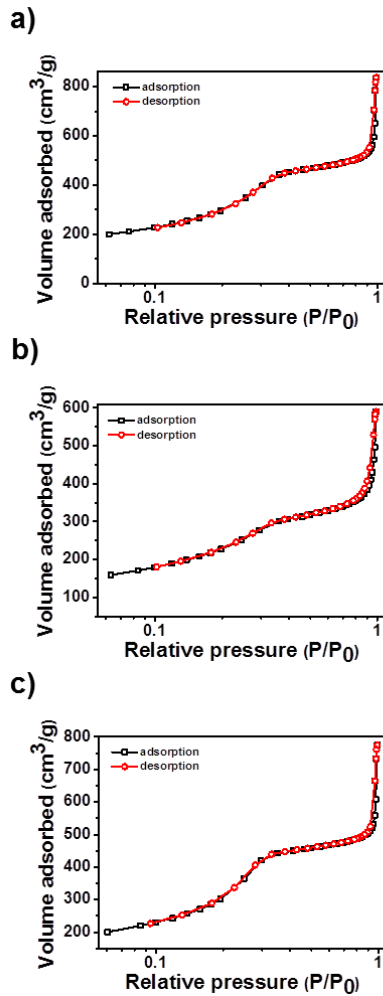 a)
Volume adsorbed (cm³/g)
800
600
400
200
0
adsorption
desorption
0.1
1
Relative pressure (P/P₀)
b)
Volume adsorbed (cm³/g)
600
500
400
300
200
100
adsorption
desorption
0.1
1
Relative pressure (P/P₀)
c)
Volume adsorbed (cm³/g)
800
700
600
500
400
300
200
adsorption
desorption
0.1
1
Relative pressure (P/P₀)